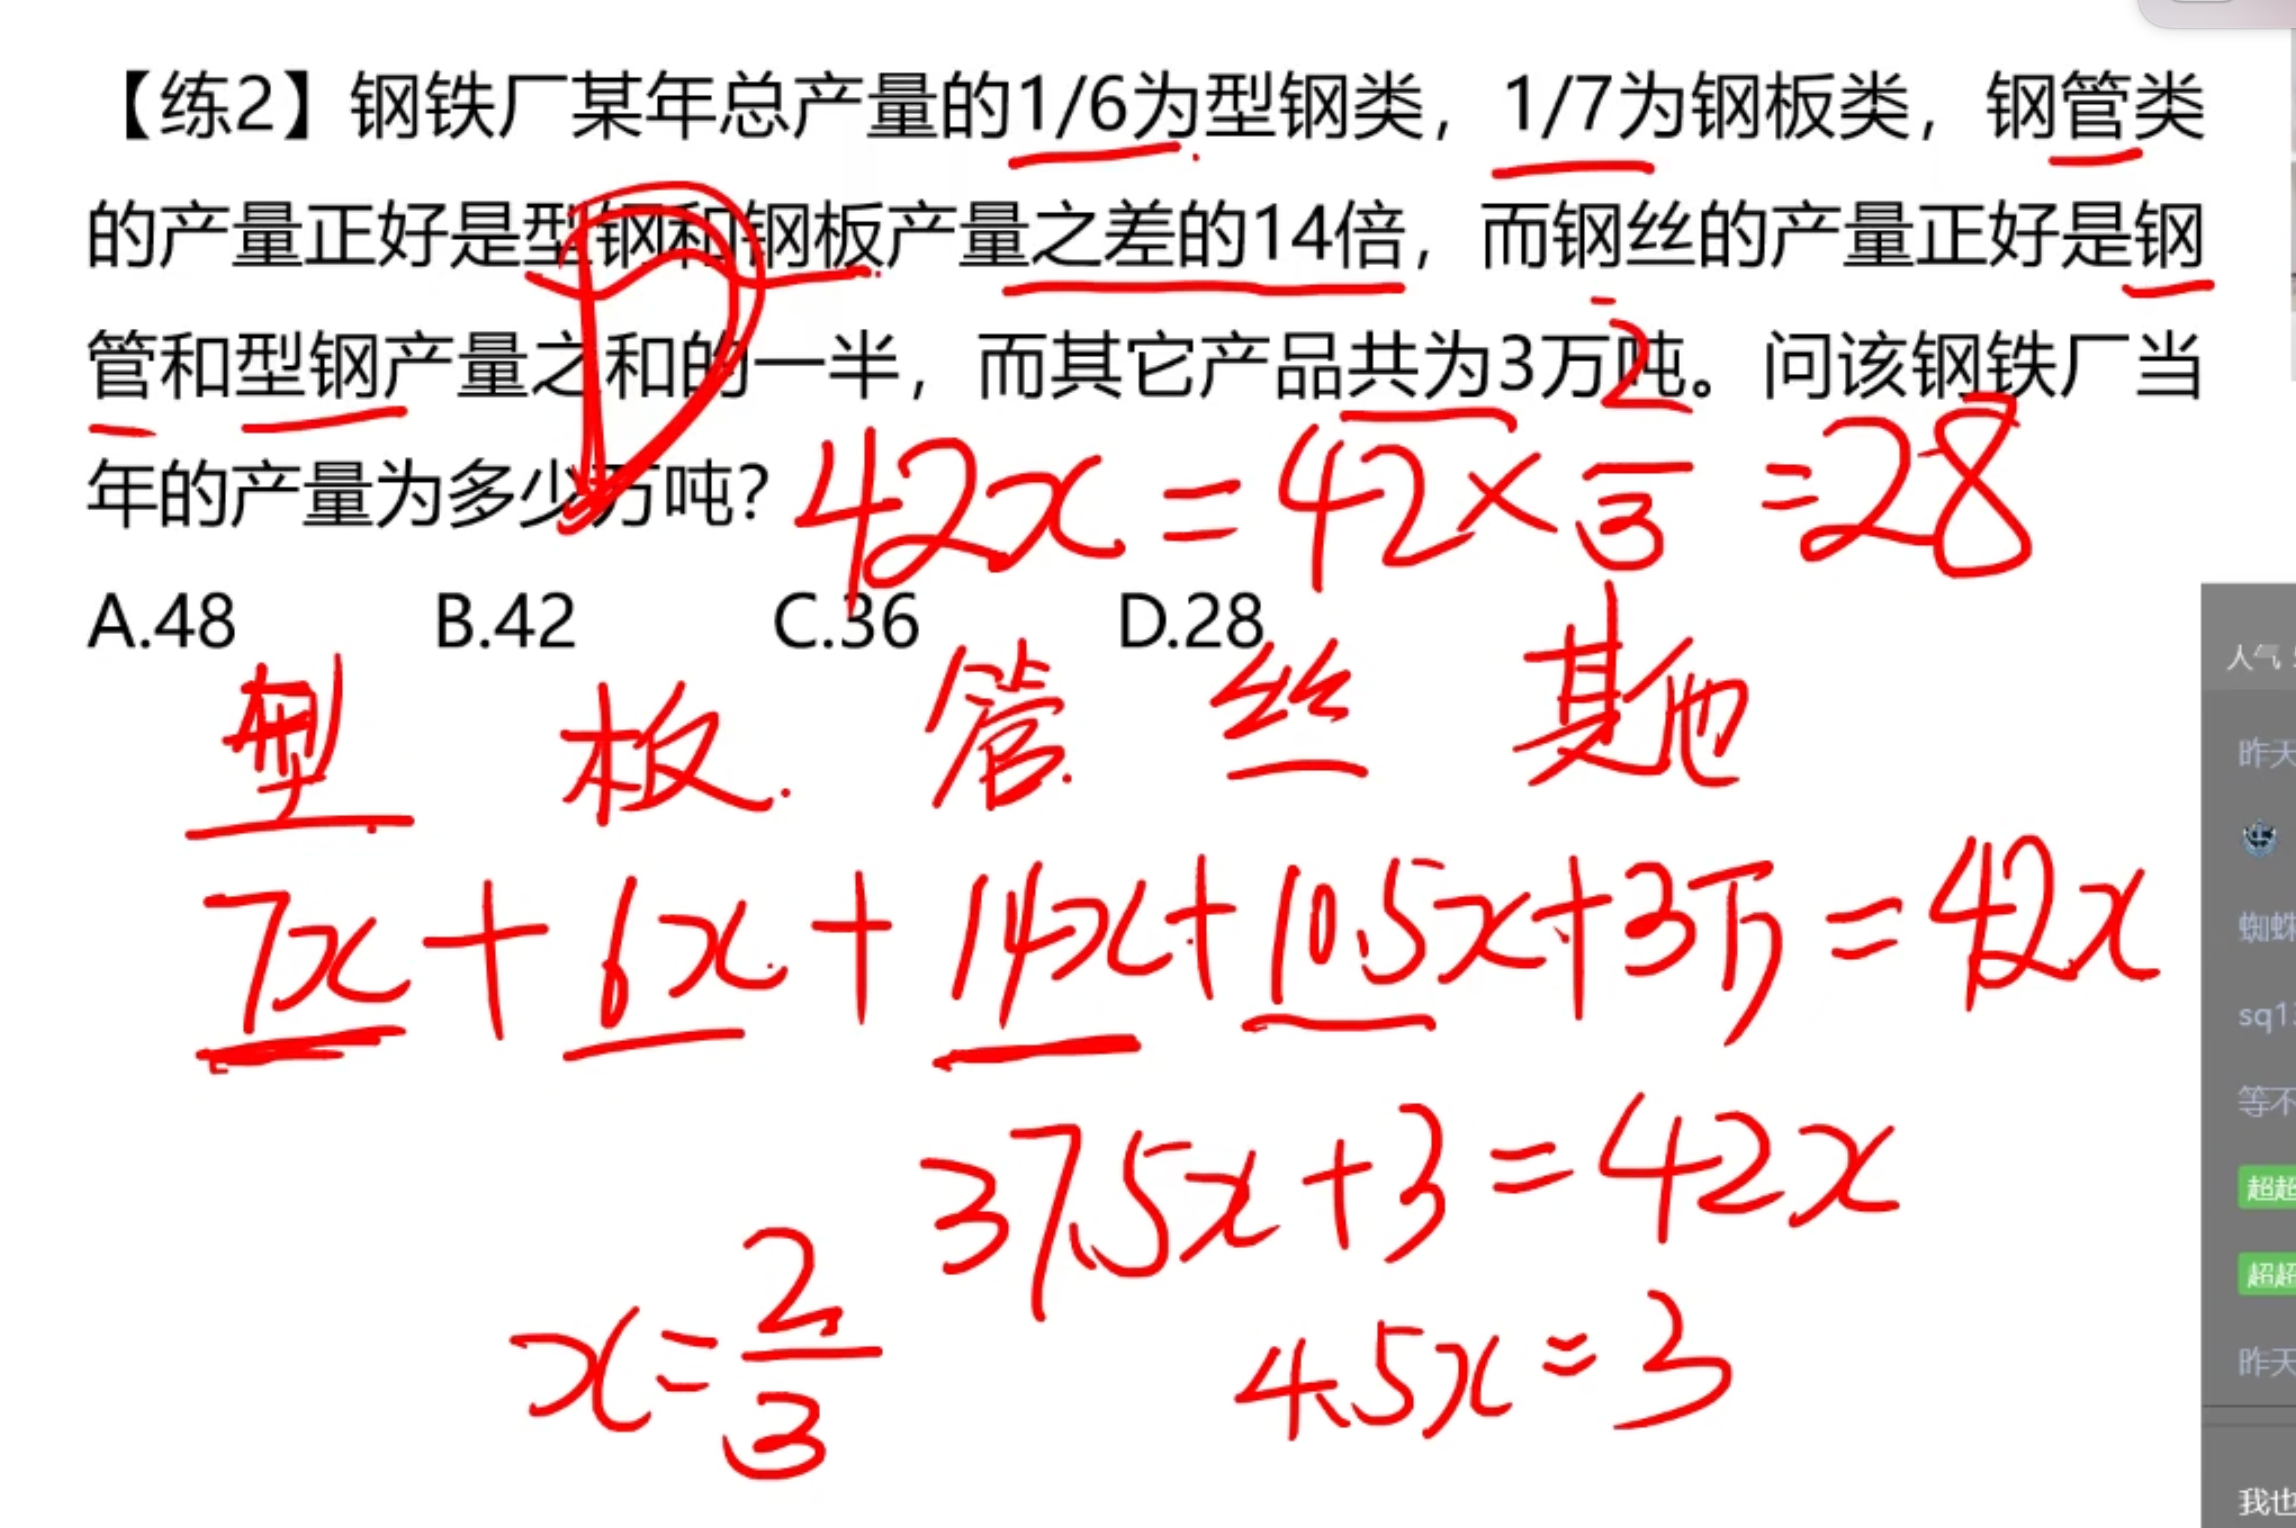 【练2】钢铁厂某年总产量的1/6为型钢类，1/7为钢板类，钢管类
的产量正好是型钢和钢板产量之差的14倍，而钢丝的产量正好是钢
管和型钢产量之和的一半，而其它产品共为3万吨。问该钢铁厂当
年的产量为多少万吨?
42x=42×2/3=28
A.48 B.42 C.36 D.28
型 板 管 丝 其他
7x+6x+14x+10.5x+3万=42x
37.5x+3=42x
x=2/3
4.5x=3
人气
昨天
蜘蛛
sq1
等不
超超
超超
昨天
我也